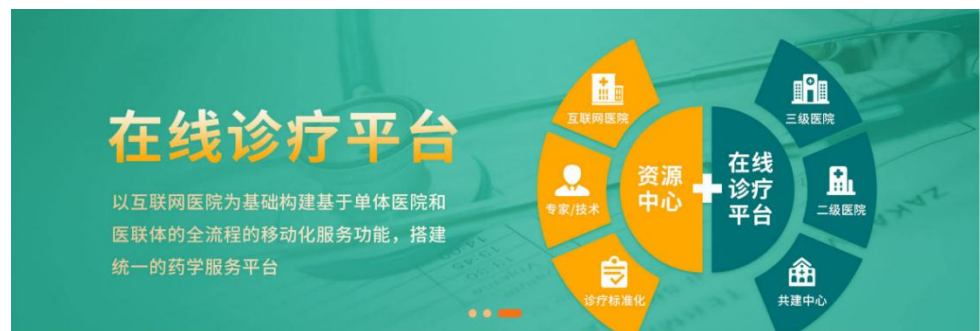 在线诊疗平台
以互联网医院为基础构建基于单体医院和
医联体的全流程的移动化服务功能，搭建
统一的药学服务平台
互联网医院
专家/技术
诊疗标准化
资源
中心
在线
诊疗
平台
三级医院
二级医院
共建中心